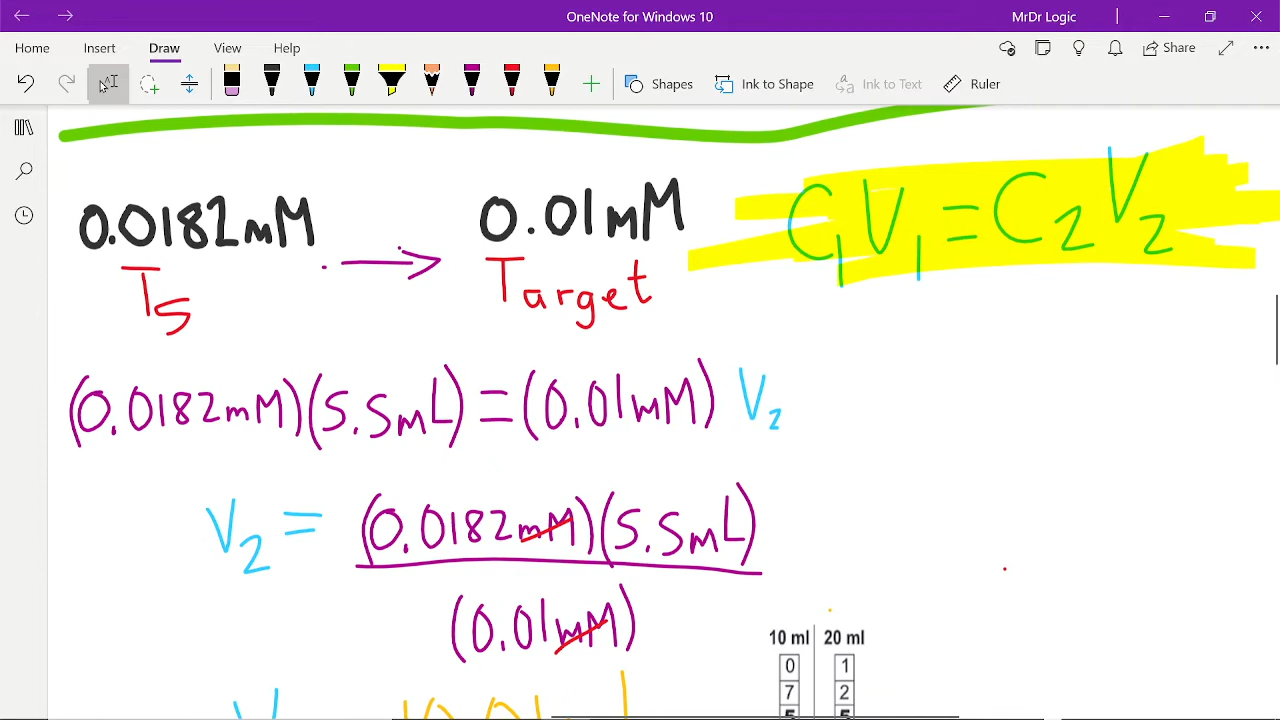 OneNote for Windows 10
MrDr Logic
Home Insert Draw View Help
Share
Shapes Ink to Shape Ink to Text Ruler
0.0182mM 0.01mM C₁V₁=C₂V₂
T5 Target
(0.0182mM)(5.5mL)=(0.01mM) V₂
V₂ = (0.0182mM)(5.5mL)
(0.01mM)
10 ml 20 ml
0 1
7 2
5 5